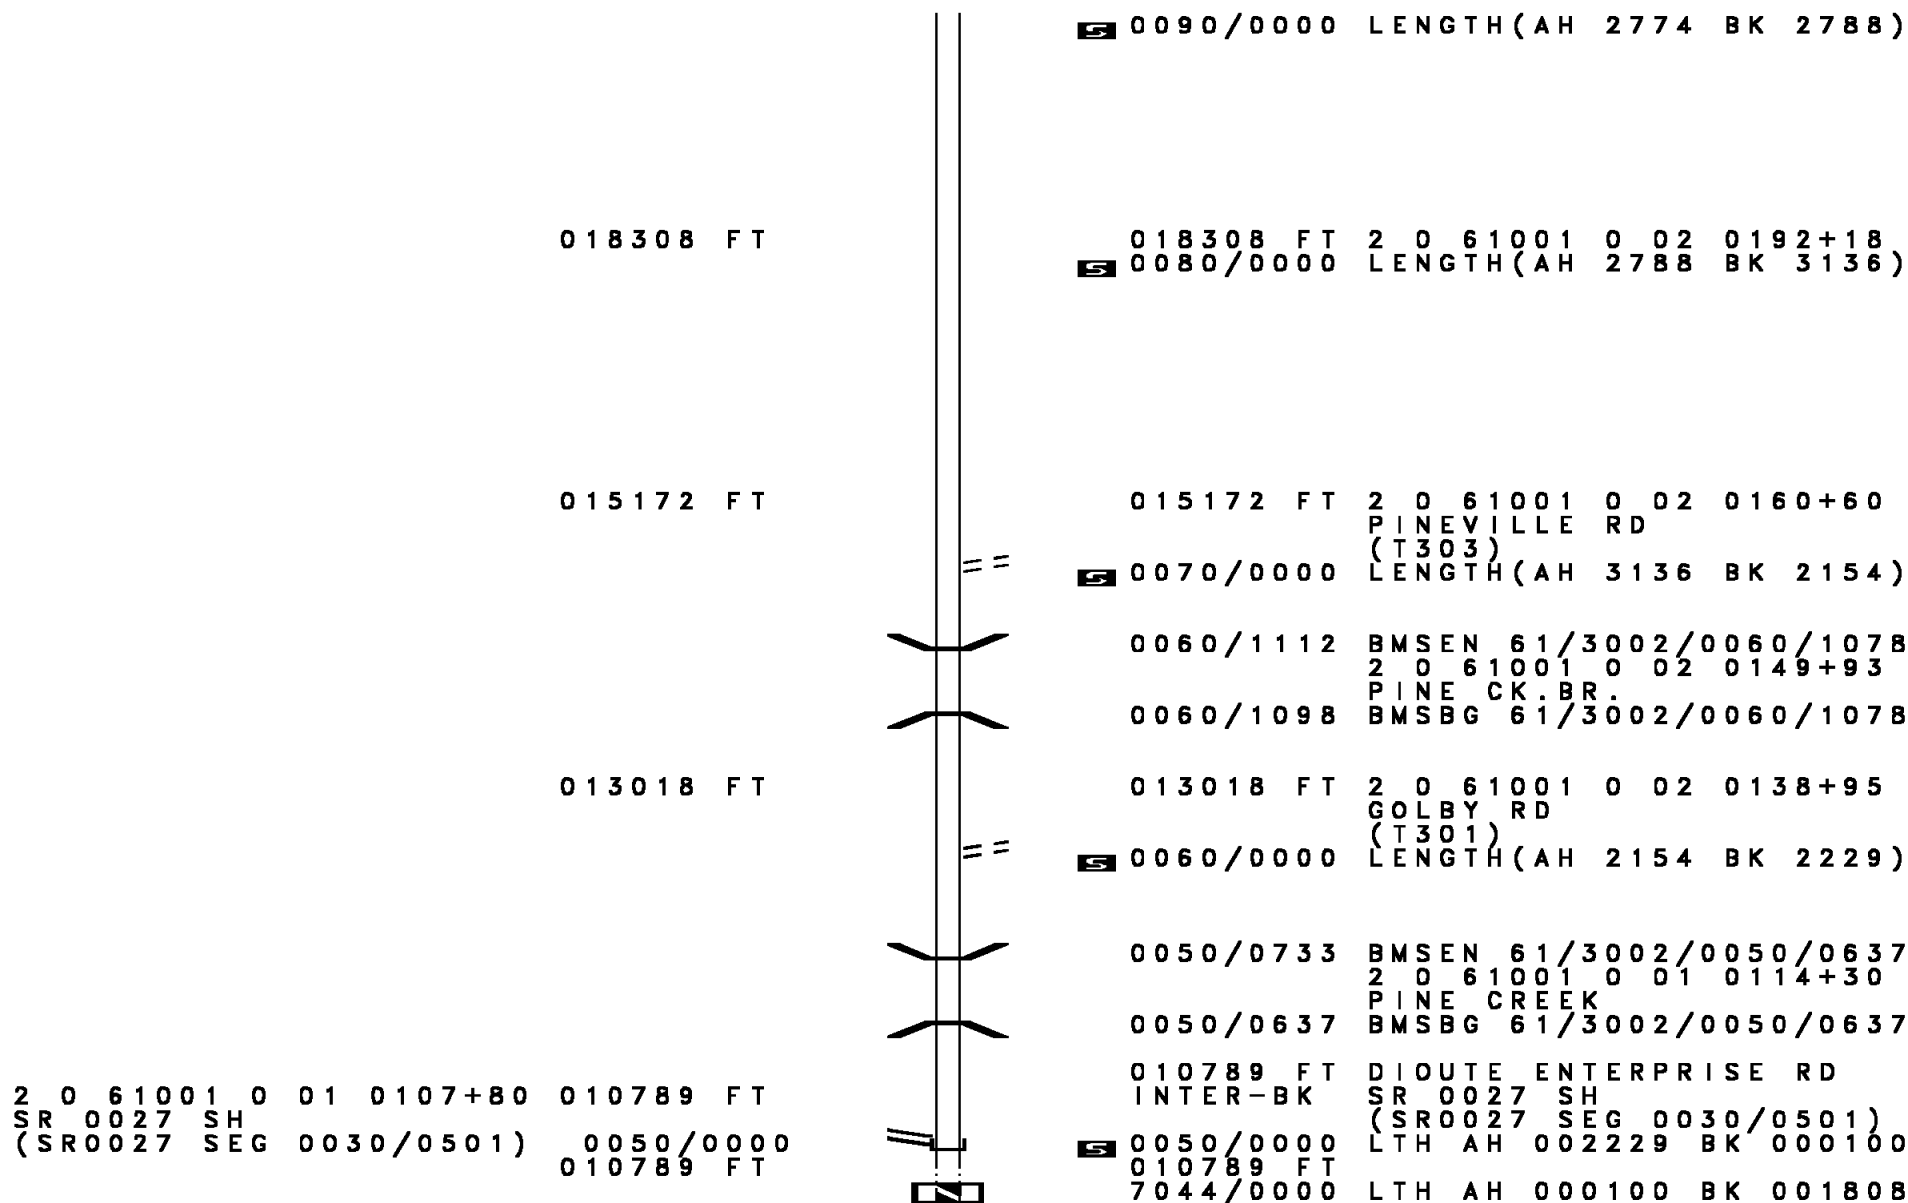 0090/0000 LENGTH(AH 2774 BK 2788)
018308 FT 018308 FT 2 0 61001 0 02 0192+18
0080/0000 LENGTH(AH 2788 BK 3136)
015172 FT 015172 FT 2 0 61001 0 02 0160+60
PINEVILLE RD
(T303)
0070/0000 LENGTH(AH 3136 BK 2154)
0060/1112 BMSEN 61/3002/0060/1078
2 0 61001 0 02 0149+93
PINE CK.BR.
0060/1098 BMSBG 61/3002/0060/1078
013018 FT 013018 FT 2 0 61001 0 02 0138+95
GOLBY RD
(T301)
0060/0000 LENGTH(AH 2154 BK 2229)
0050/0733 BMSEN 61/3002/0050/0637
2 0 61001 0 01 0114+30
PINE CREEK
0050/0637 BMSBG 61/3002/0050/0637
010789 FT DIOUTE ENTERPRISE RD
2 0 61001 0 01 0107+80 010789 FT INTER-BK SR 0027 SH
SR 0027 SH (SR0027 SEG 0030/0501)
(SR0027 SEG 0030/0501) 0050/0000 0050/0000 LTH AH 002229 BK 000100
010789 FT 010789 FT
7044/0000 LTH AH 000100 BK 001808